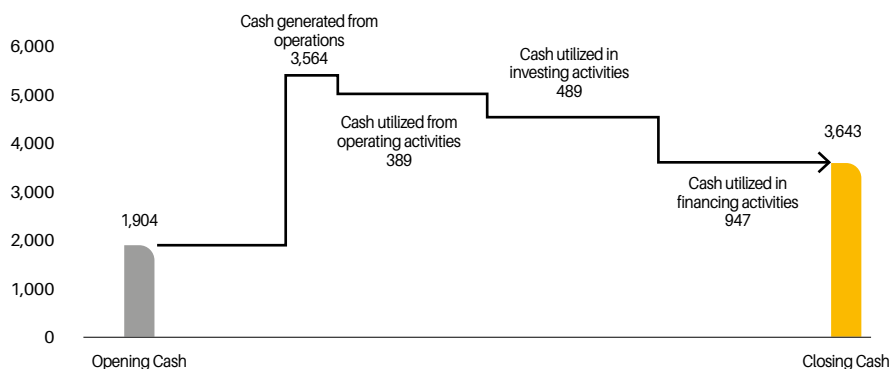 6,000
5,000
4,000
3,000
2,000
1,000
0
1,904
Cash generated from
operations
3,564
Cash utilized from
operating activities
389
Cash utilized in
investing activities
489
Cash utilized in
financing activities
947
3,643
Opening Cash
Closing Cash